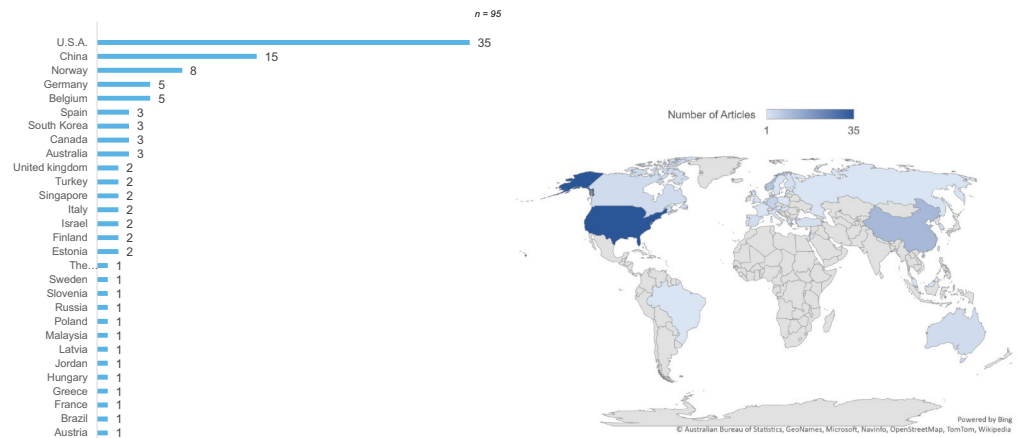 n = 95
U.S.A. 35
China 15
Norway 8
Germany 5
Belgium 5
Spain 3
South Korea 3
Canada 3
Australia 3
United kingdom 2
Turkey 2
Singapore 2
Italy 2
Israel 2
Finland 2
Estonia 2
The... 1
Sweden 1
Slovenia 1
Russia 1
Poland 1
Malaysia 1
Latvia 1
Jordan 1
Hungary 1
Greece 1
France 1
Brazil 1
Austria 1
Number of Articles
1 35
Powered by Bing
© Australian Bureau of Statistics, GeoNames, Microsoft, Navinfo, OpenStreetMap, TomTom, Wikipedia